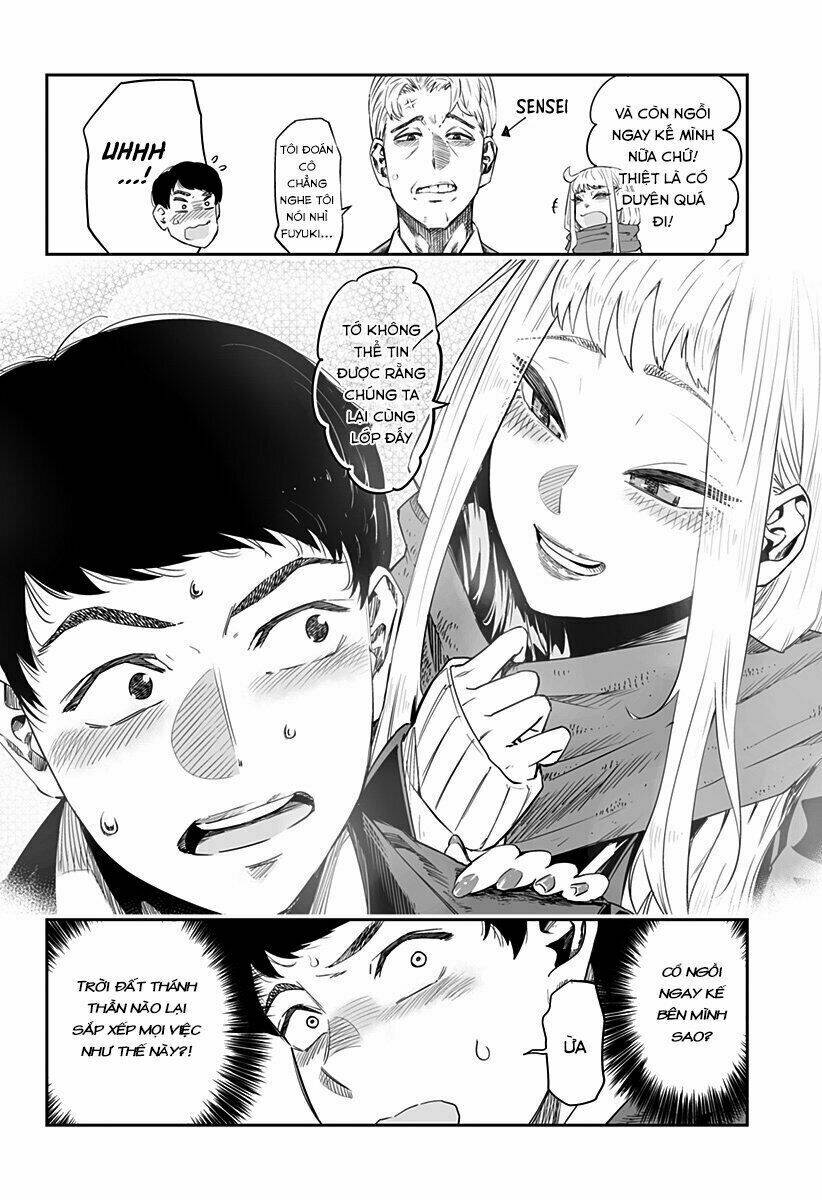 VÀ CÒN NGỒI
NGAY KẾ MÌNH
NỮA CHỨ!
THIỆT LÀ CÓ
DUYÊN QUÁ
ĐI!
SENSEI
TÔI ĐOÁN
CÔ
CHẲNG
NGHE TÔI
NÓI NHỈ
FUYUKI...
UHHH
....!
TỚ KHÔNG
THỂ TIN
ĐƯỢC RẰNG
CHÚNG TA
LẠI CÙNG
LỚP ĐẤY
CỔ NGỒI
NGAY KẾ
BÊN MÌNH
SAO?
ỪA
TRỜI ĐẤT THÁNH
THẦN NÀO LẠI
SẮP XẾP MỌI VIỆC
NHƯ THẾ NÀY?!